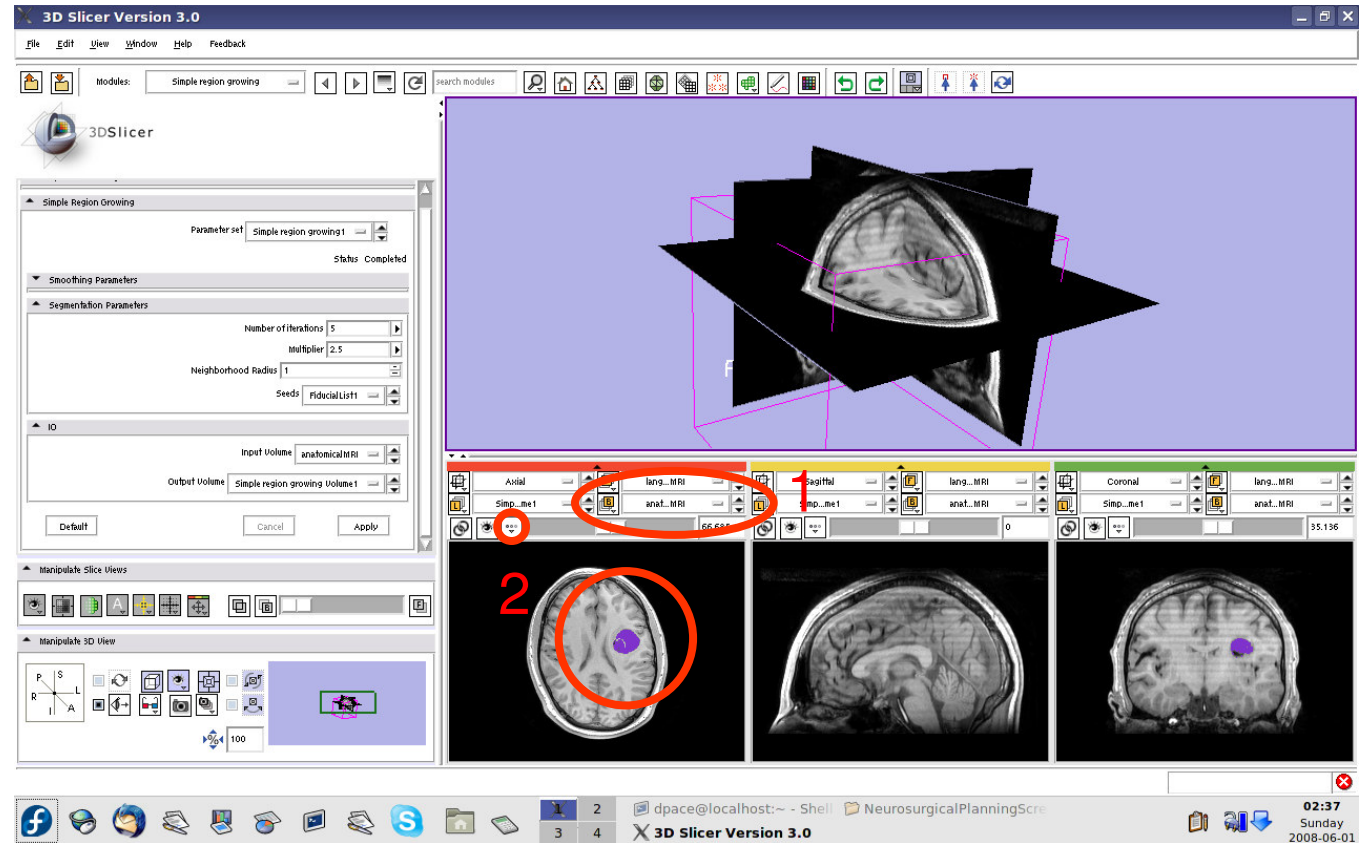 3D Slicer Version 3.0
File Edit View Window Help Feedback
Modules: Simple region growing search modules
3DSlicer
Simple Region Growing
Parameter set Simple region growing1
Status Completed
Smoothing Parameters
Segmentation Parameters
Number of iterations 5
Multiplier 2.5
Neighborhood Radius 1
Seeds FiducialList1
IO
Input Volume anatomicalMRI
Output Volume Simple region growing Volume1
Default Cancel Apply
Manipulate Slice Views
B F
Manipulate 3D View
P S
R L
I A
100
F
1
Axial F lang...MRI
L Simp...me1 B anat...MRI
Sagittal F lang...MRI
L B anat...MRI
0
Coronal F lang...MRI
L Simp...me1 B anat...MRI
35.136
2
1 2 dpace@localhost:~ - Shell NeurosurgicalPlanningScre
3 4 3D Slicer Version 3.0
02:37
Sunday
2008-06-01